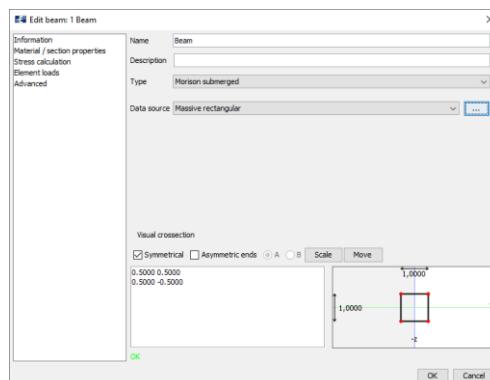 Edit beam: 1 Beam
Information
Material / section properties
Stress calculation
Element loads
Advanced
Name Beam
Description
Type Morison submerged
Data source Massive rectangular ...
Visual crossection
Symmetrical Asymmetric ends A B Scale Move
0.5000 0.5000
0.5000 -0.5000
1,0000
1,0000
-z
OK
OK Cancel